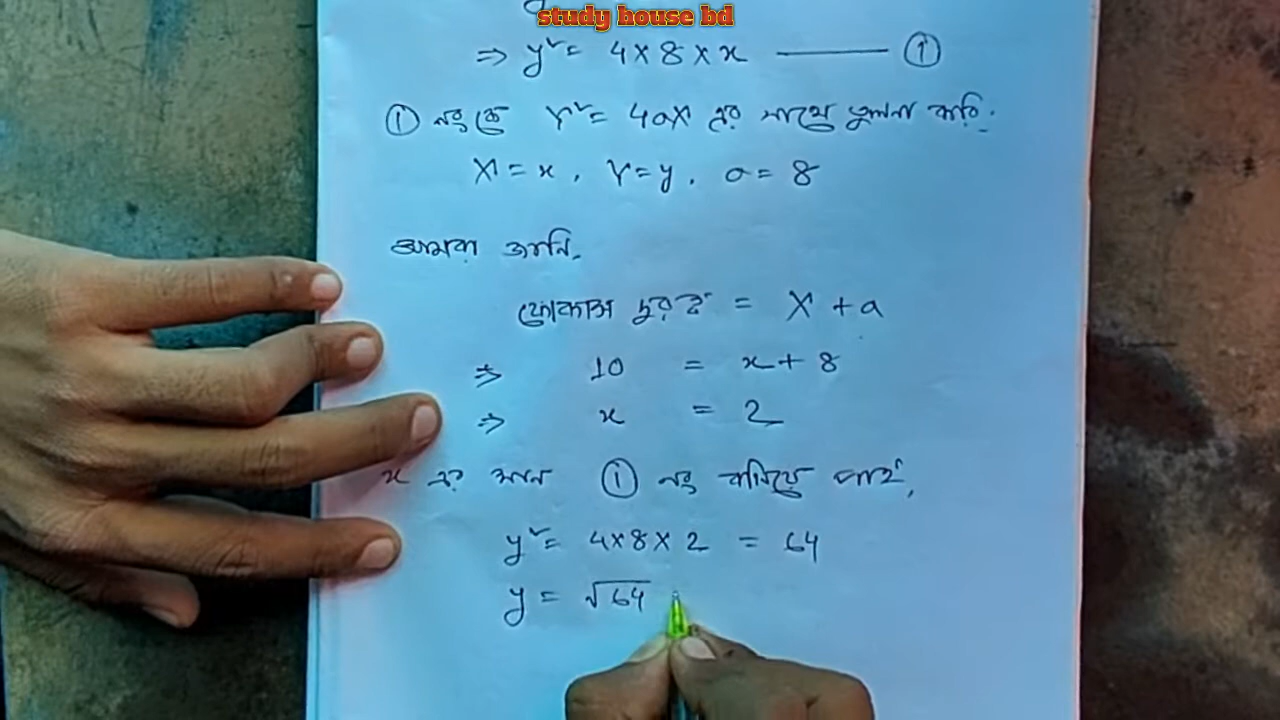 study house bd
⇒ y² = 4×8×x ——— ①
① নং কে Y² = 4aX এর সাথে তুলনা করি.
X = x, Y = y, a = 8
আমরা জানি,
ফোকাস দূরত্ব = X + a
⇒ 10 = x + 8
⇒ x = 2
x এর মান ① নং বসিয়ে পাই,
y² = 4×8×2 = 64
y = √64